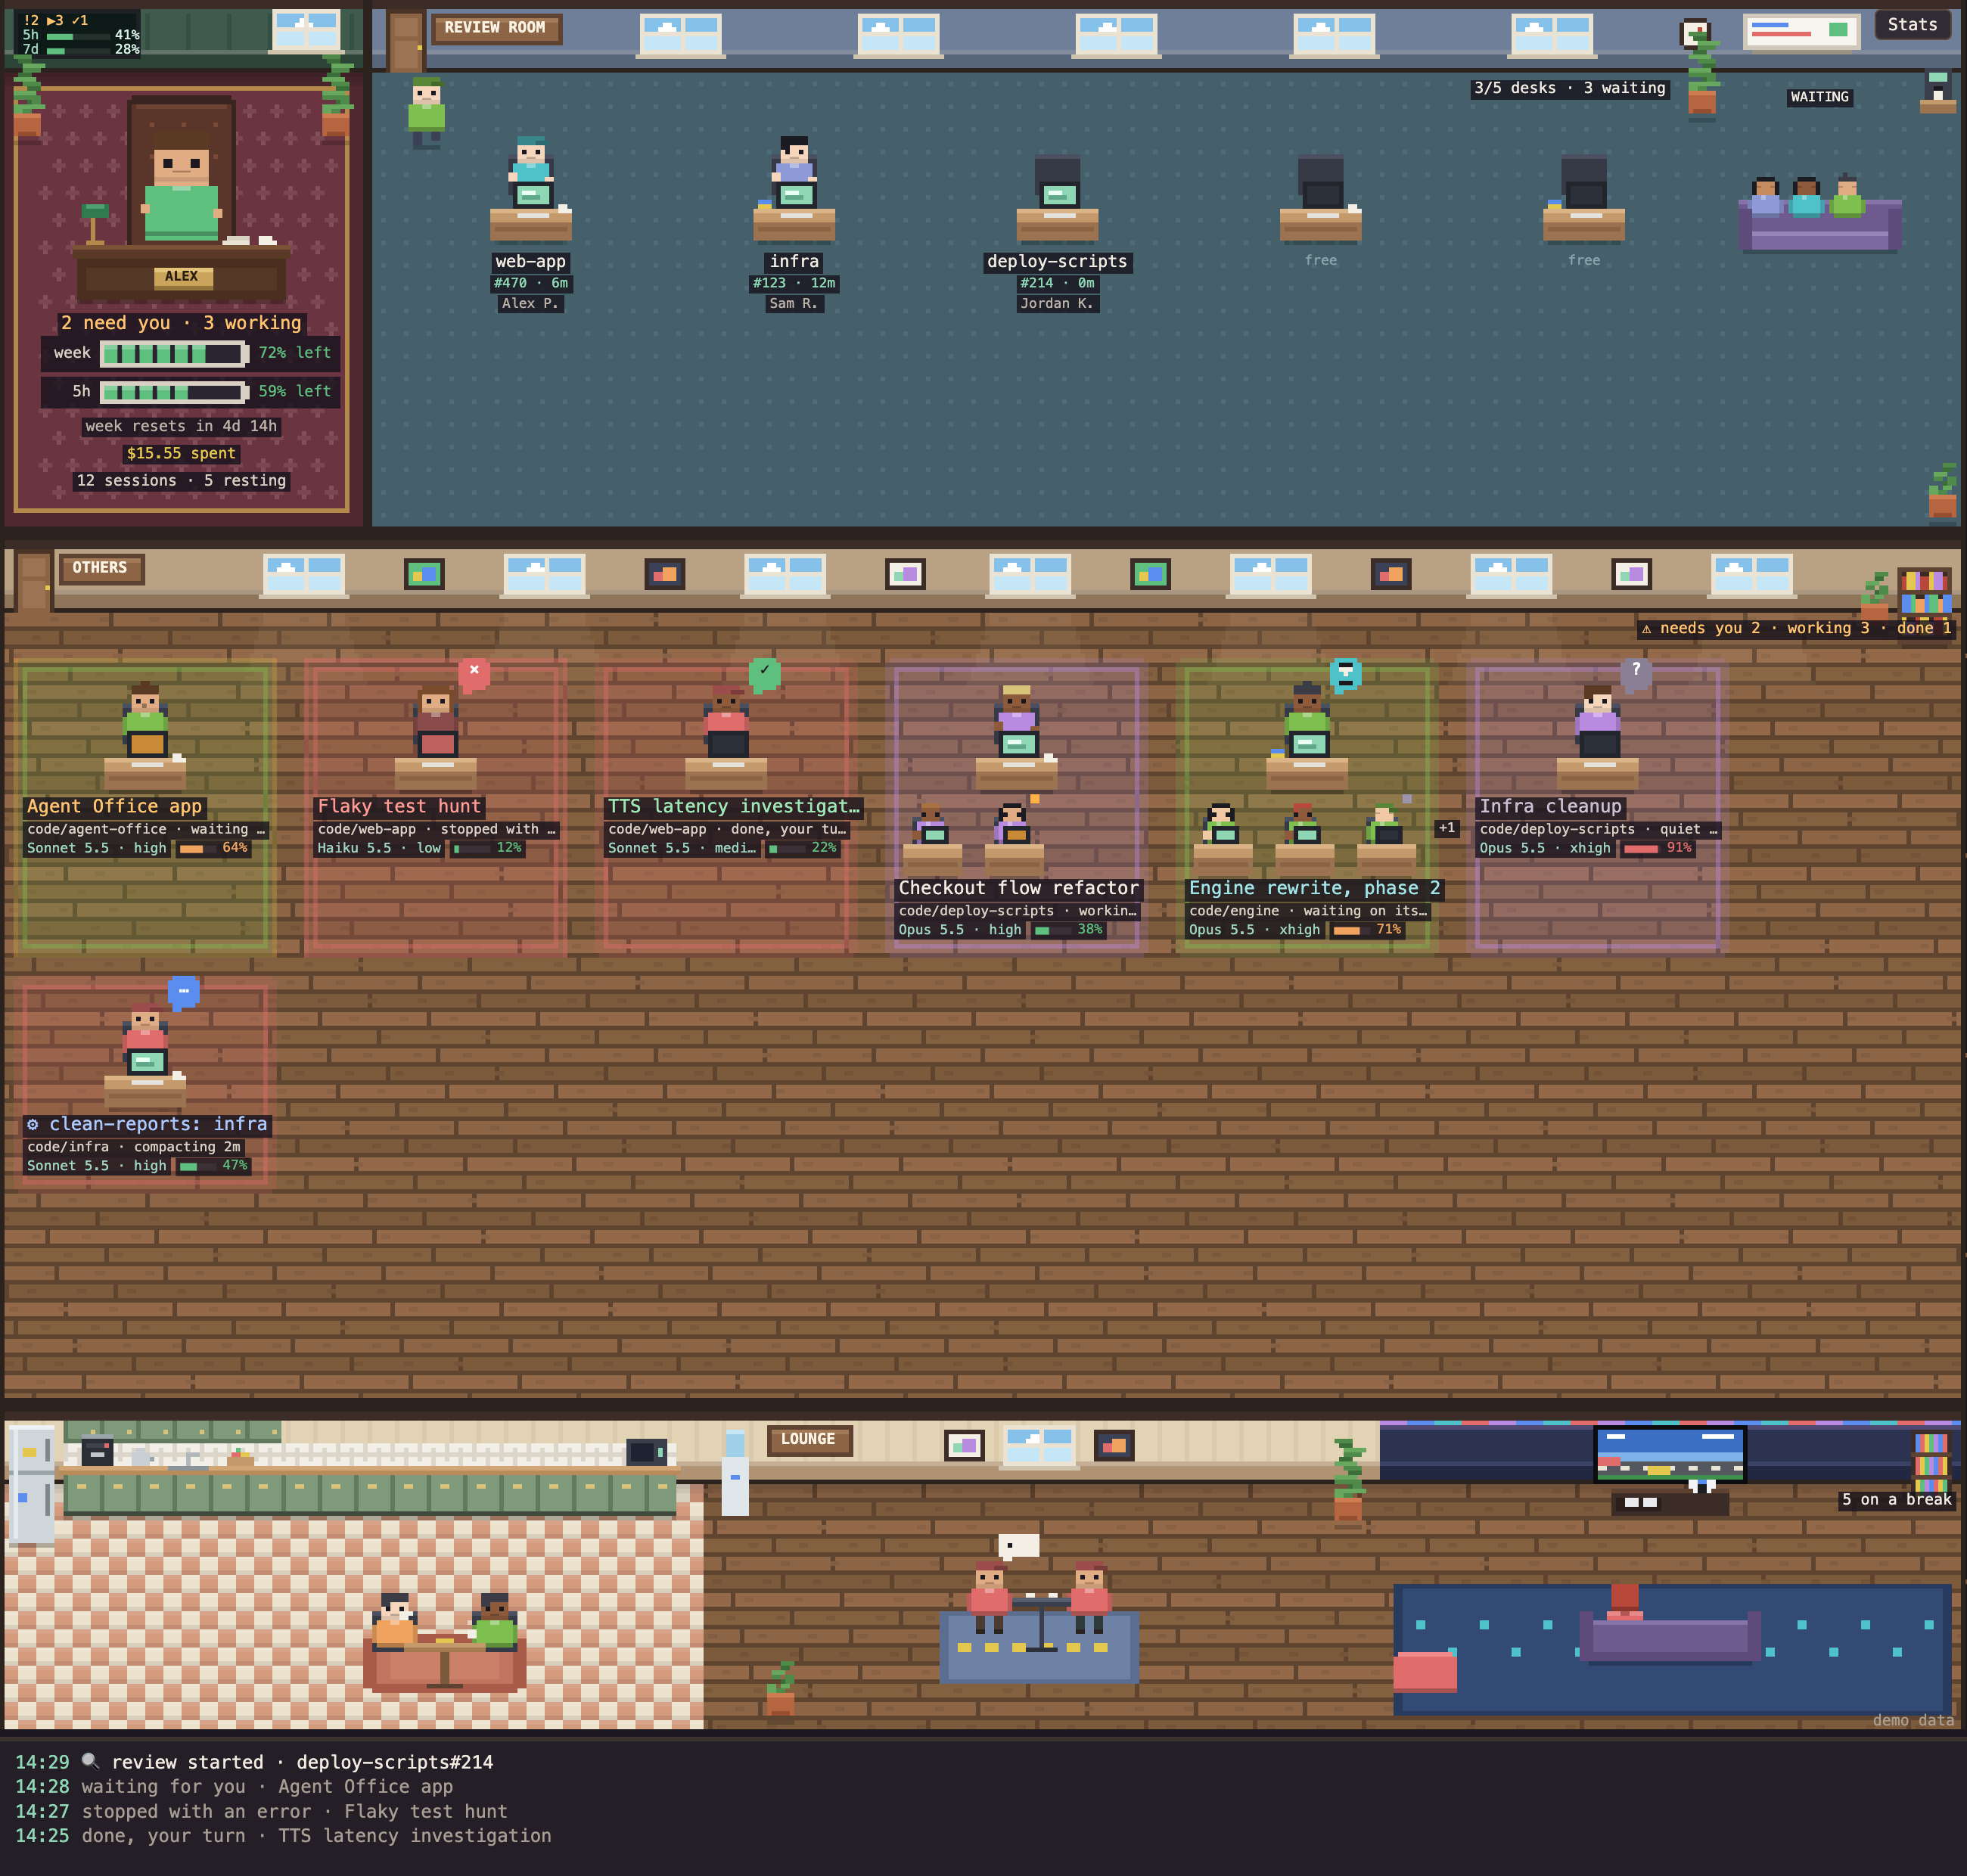 !2 ▶3 ✓1
5h 41%
7d 28%
ALEX
2 need you · 3 working
week 72% left
5h 59% left
week resets in 4d 14h
$15.55 spent
12 sessions · 5 resting
REVIEW ROOM
Stats
3/5 desks · 3 waiting
WAITING
web-app
#470 · 6m
Alex P.
infra
#123 · 12m
Sam R.
deploy-scripts
#214 · 0m
Jordan K.
free
free
OTHERS
⚠ needs you 2 · working 3 · done 1
Agent Office app
code/agent-office · waiting …
Sonnet 5.5 · high 64%
×
Flaky test hunt
code/web-app · stopped with …
Haiku 5.5 · low 12%
✓
TTS latency investigat…
code/web-app · done, your tu…
Sonnet 5.5 · medi… 22%
Checkout flow refactor
code/deploy-scripts · workin…
Opus 5.5 · high 38%
+1
Engine rewrite, phase 2
code/engine · waiting on its…
Opus 5.5 · xhigh 71%
?
Infra cleanup
code/deploy-scripts · quiet …
Opus 5.5 · xhigh 91%
⚙ clean-reports: infra
code/infra · compacting 2m
Sonnet 5.5 · high 47%
LOUNGE
5 on a break
demo data
14:29 🔍 review started · deploy-scripts#214
14:28 waiting for you · Agent Office app
14:27 stopped with an error · Flaky test hunt
14:25 done, your turn · TTS latency investigation